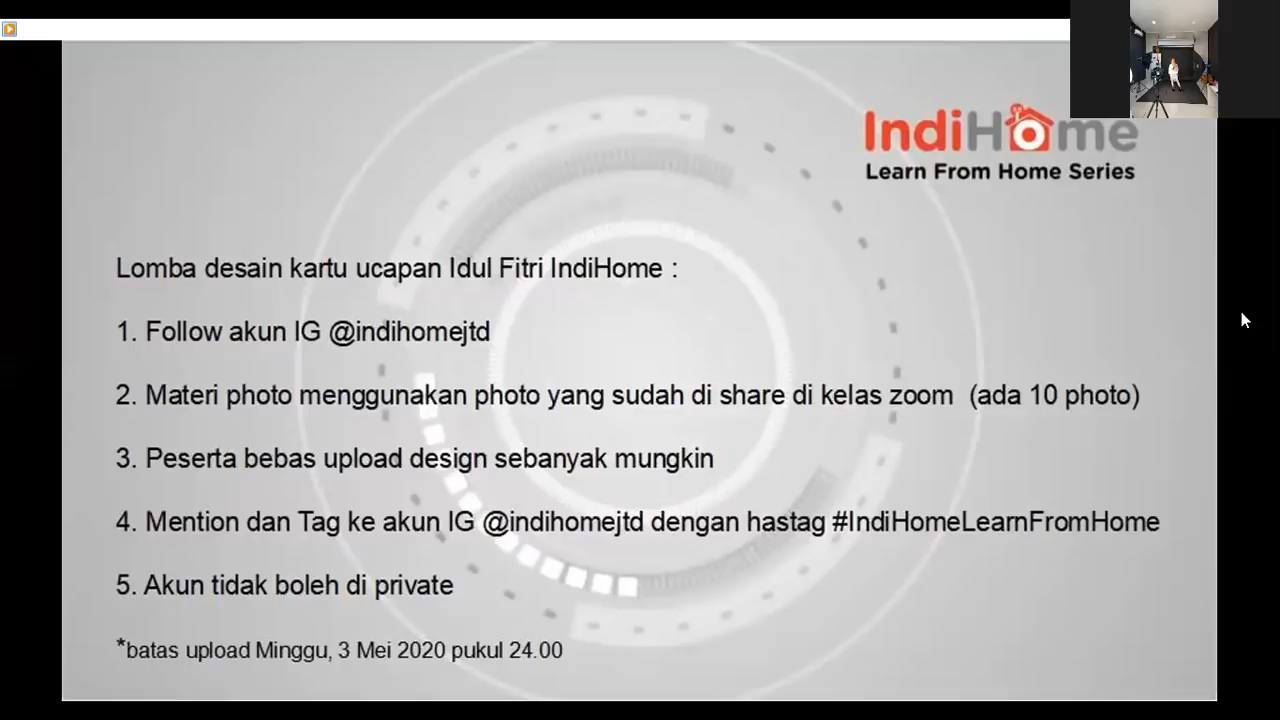 IndiHome
Learn From Home Series
Lomba desain kartu ucapan Idul Fitri IndiHome :
1. Follow akun IG @indihomejtd
2. Materi photo menggunakan photo yang sudah di share di kelas zoom (ada 10 photo)
3. Peserta bebas upload design sebanyak mungkin
4. Mention dan Tag ke akun IG @indihomejtd dengan hastag #IndiHomeLearnFromHome
5. Akun tidak boleh di private
*batas upload Minggu, 3 Mei 2020 pukul 24.00